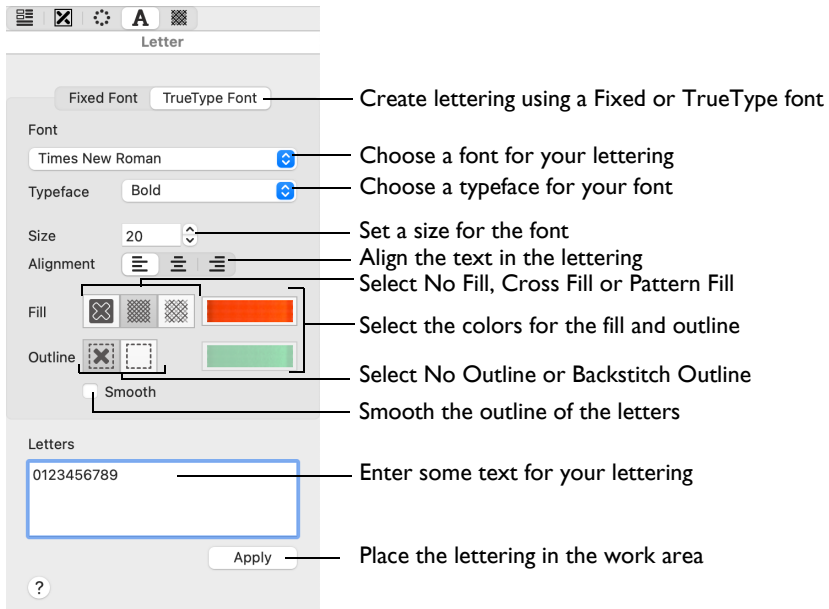 A
Letter
Fixed Font TrueType Font Create lettering using a Fixed or TrueType font
Font
Times New Roman Choose a font for your lettering
Typeface Bold Choose a typeface for your font
Size 20 Set a size for the font
Alignment Align the text in the lettering
Select No Fill, Cross Fill or Pattern Fill
Fill Select the colors for the fill and outline
Outline Select No Outline or Backstitch Outline
Smooth Smooth the outline of the letters
Letters
0123456789 Enter some text for your lettering
Apply Place the lettering in the work area
?